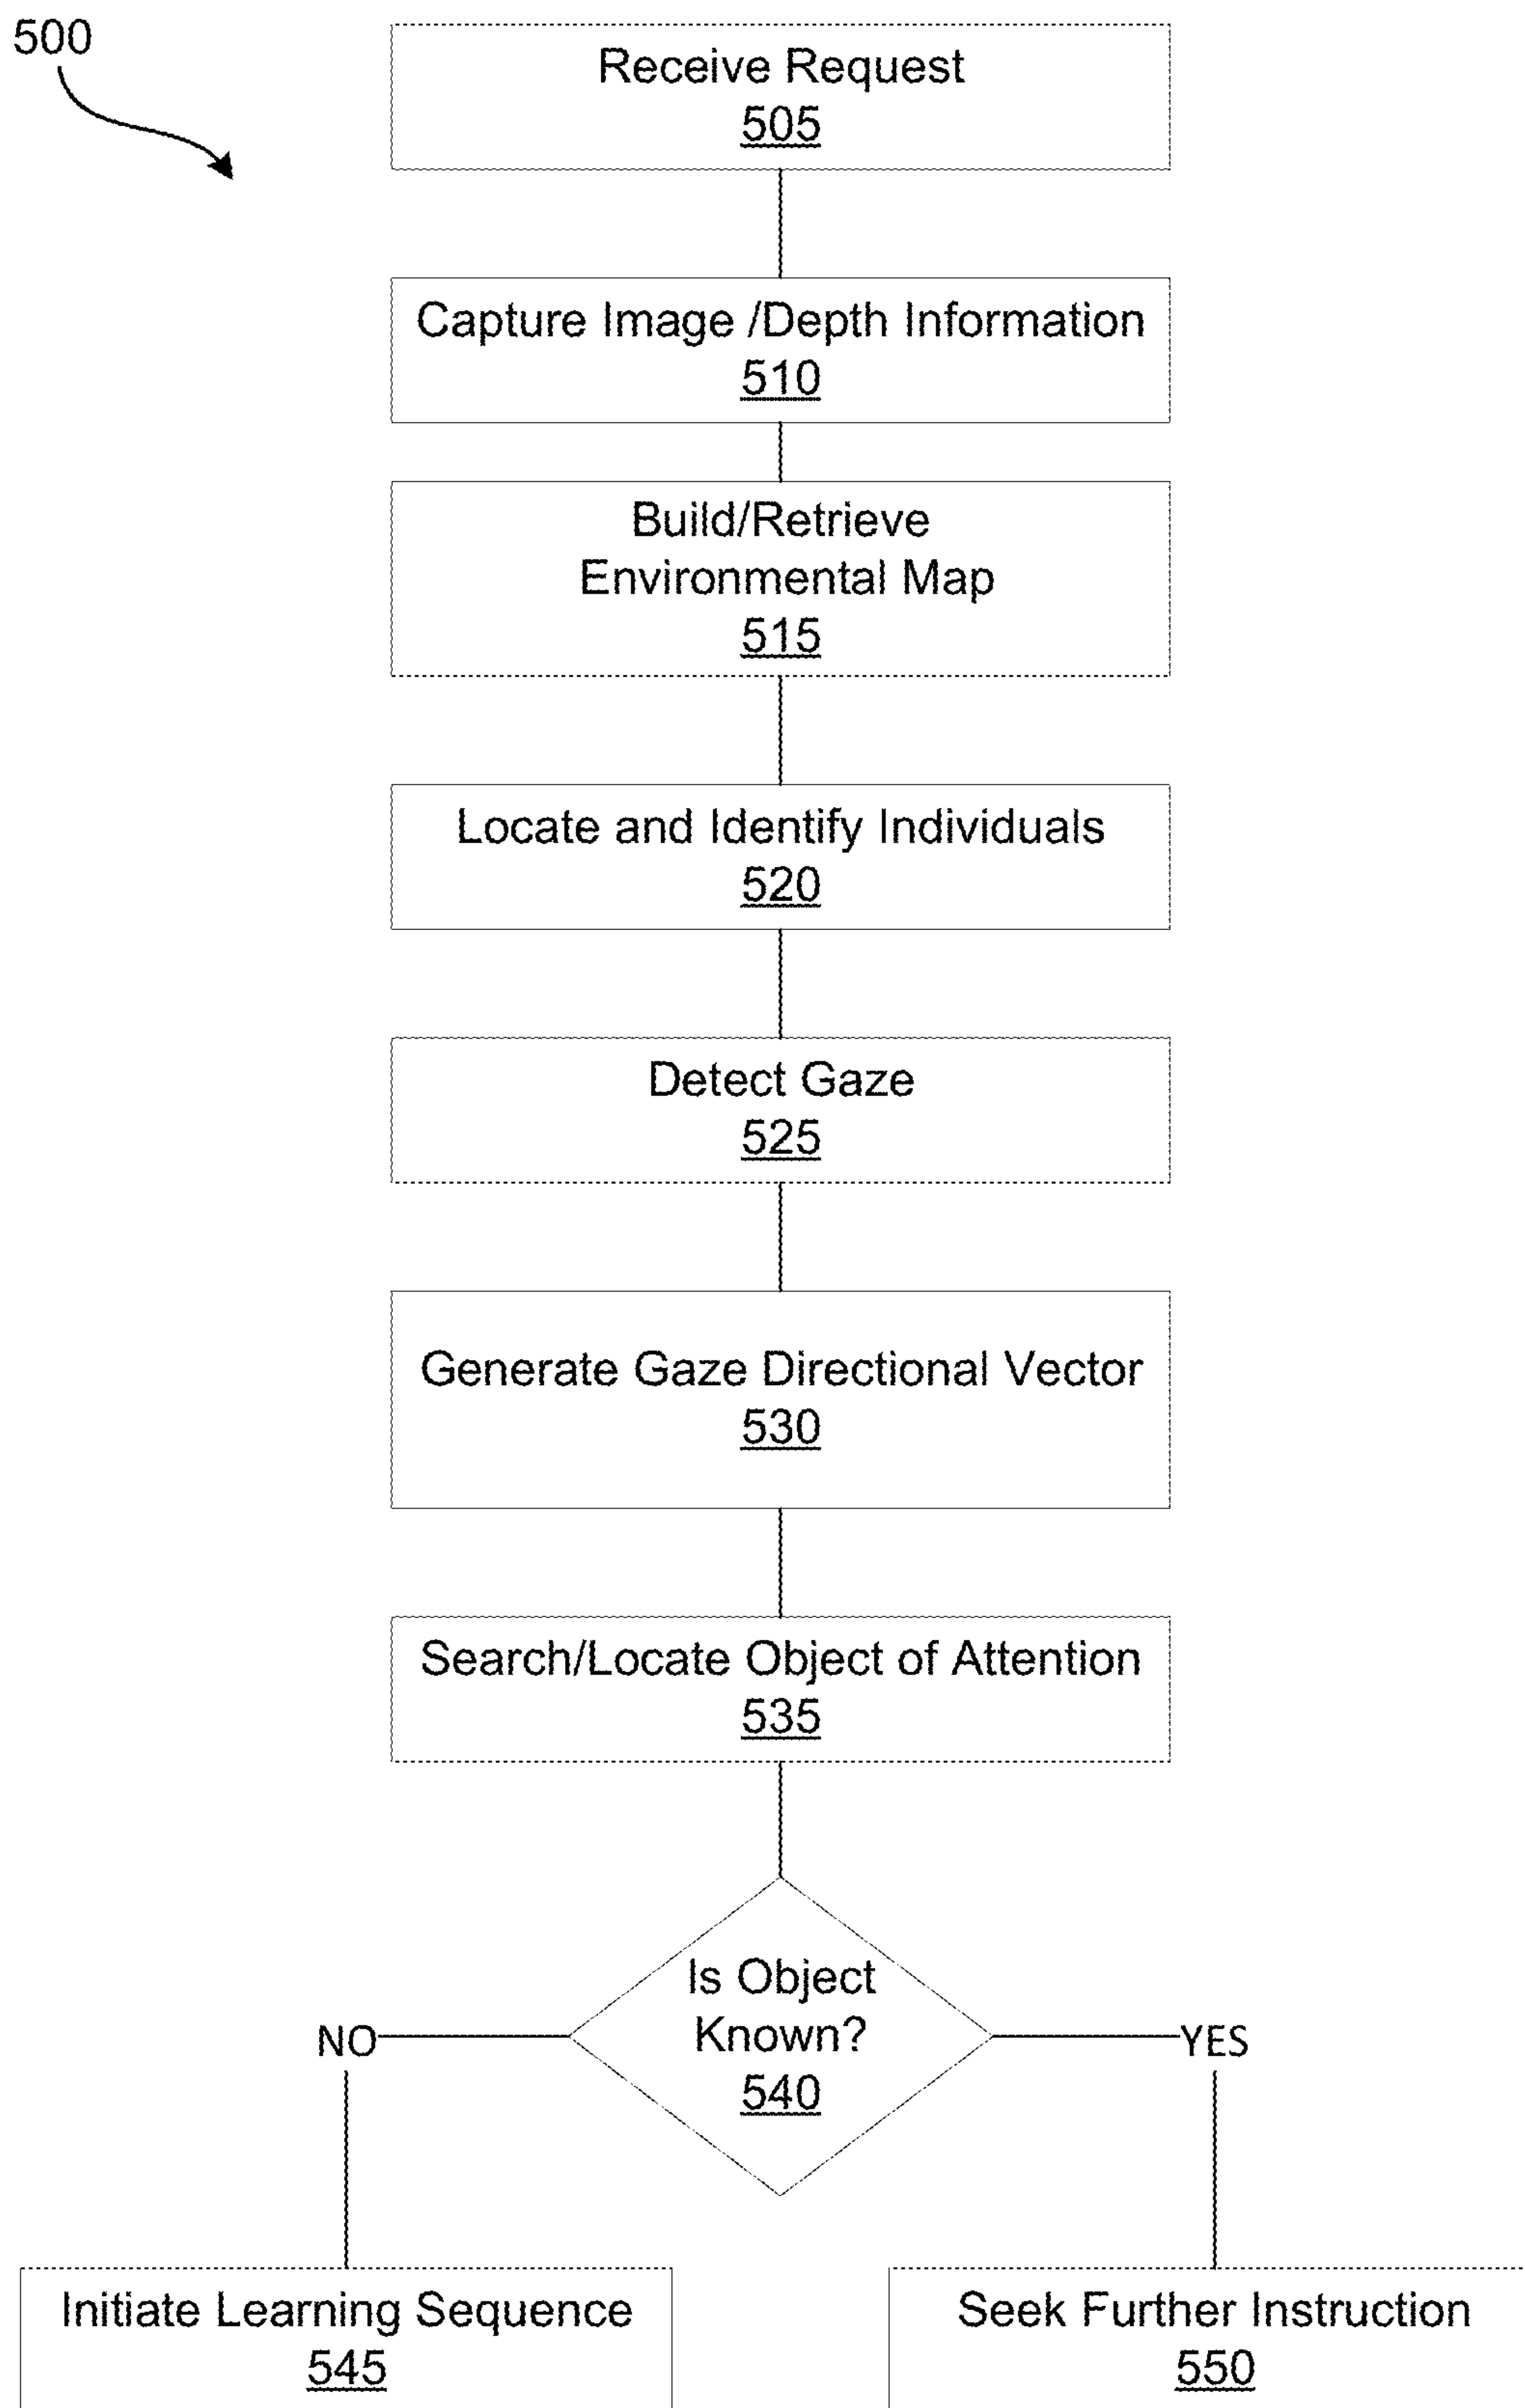 500
Receive Request
505
Capture Image /Depth Information
510
Build/Retrieve
Environmental Map
515
Locate and Identify Individuals
520
Detect Gaze
525
Generate Gaze Directional Vector
530
Search/Locate Object of Attention
535
Is Object
Known?
540
NO
YES
Initiate Learning Sequence
545
Seek Further Instruction
550